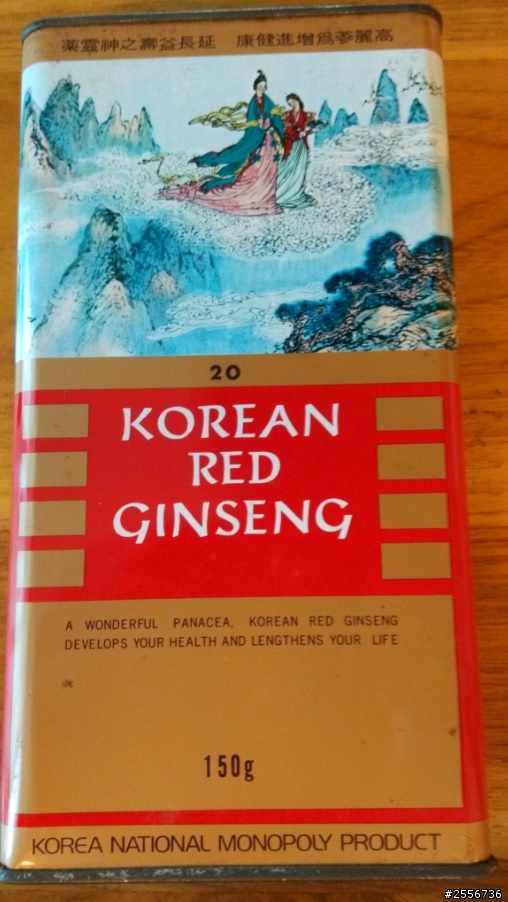 高麗蔘爲增進健康 延長益壽之神靈藥
20
KOREAN
RED
GINSENG
A WONDERFUL PANACEA, KOREAN RED GINSENG
DEVELOPS YOUR HEALTH AND LENGTHENS YOUR LIFE
150g
KOREA NATIONAL MONOPOLY PRODUCT
#2556736